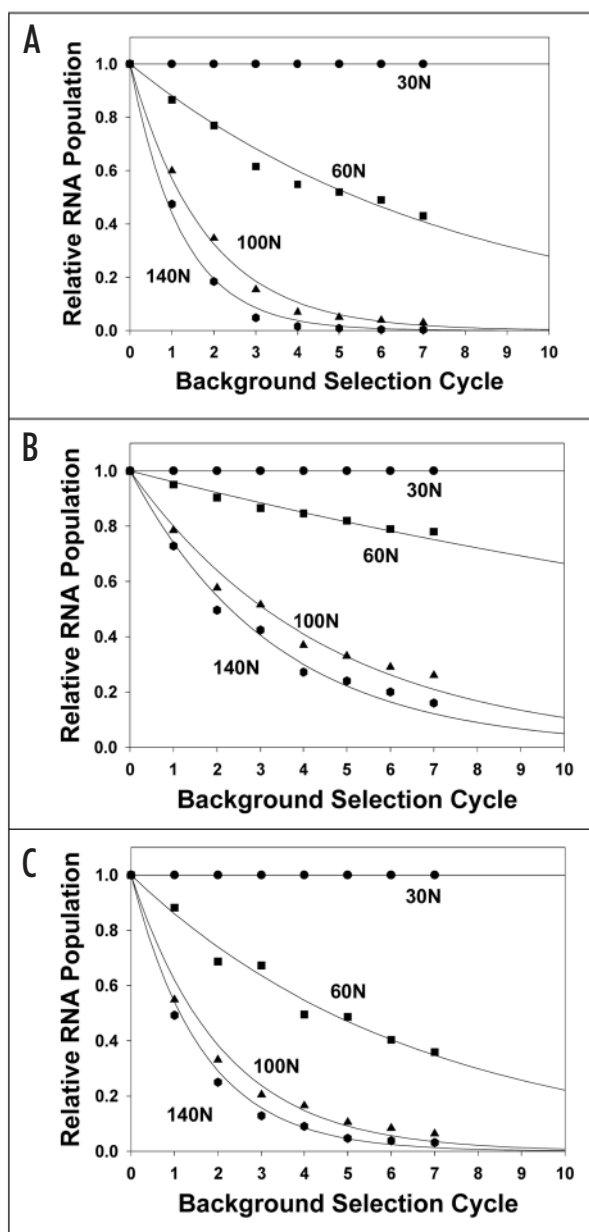 A
1.0
0.8
0.6
0.4
0.2
0.0
Relative RNA Population
30N
60N
100N
140N
0 1 2 3 4 5 6 7 8 9 10
Background Selection Cycle
B
1.0
0.8
0.6
0.4
0.2
0.0
Relative RNA Population
30N
60N
100N
140N
0 1 2 3 4 5 6 7 8 9 10
Background Selection Cycle
C
1.0
0.8
0.6
0.4
0.2
0.0
Relative RNA Population
30N
60N
100N
140N
0 1 2 3 4 5 6 7 8 9 10
Background Selection Cycle